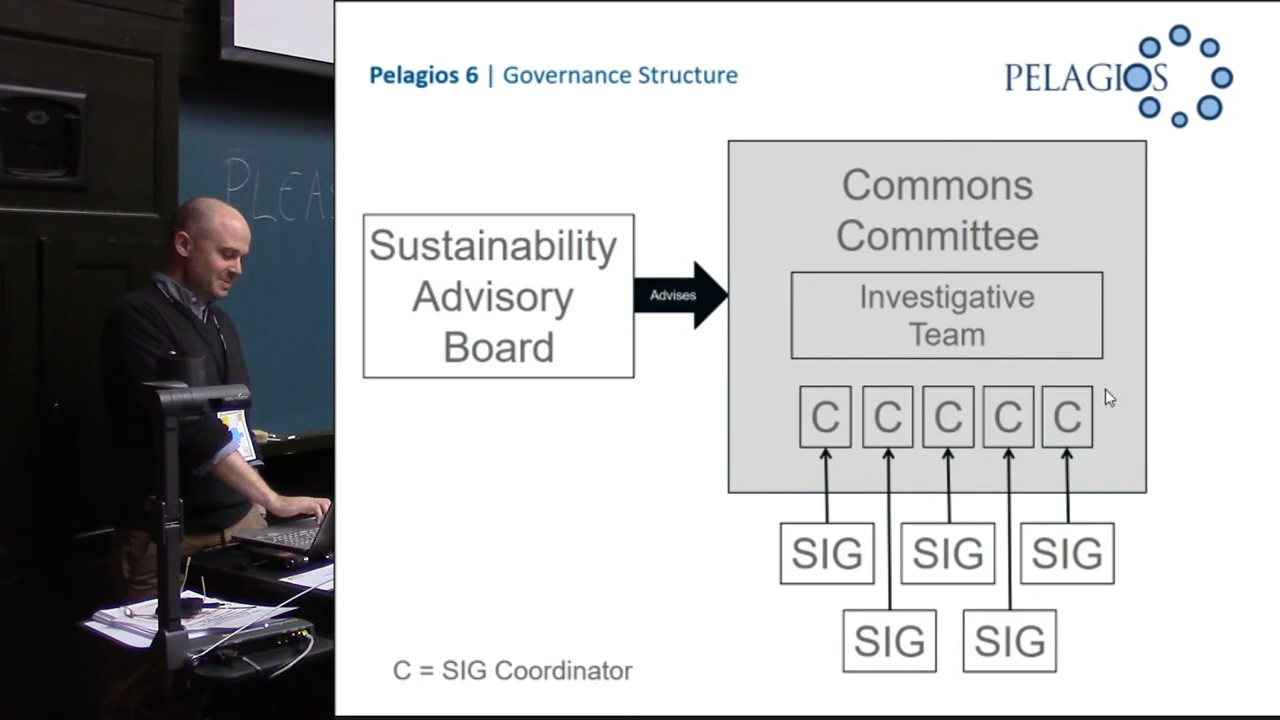 Pelagios 6 | Governance Structure
PELAGIOS
PLEA
Sustainability
Advisory
Board
Advises
Commons
Committee
Investigative
Team
C C C C C
SIG SIG SIG
SIG SIG
C = SIG Coordinator